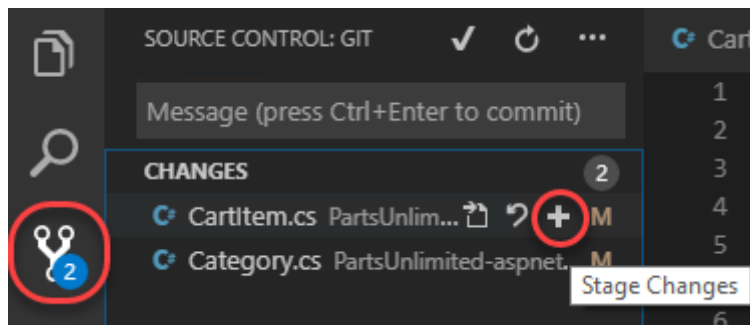 SOURCE CONTROL: GIT
Message (press Ctrl+Enter to commit)
CHANGES 2
C# CartItem.cs PartsUnlim... M
C# Category.cs PartsUnlimited-aspnet... M
Stage Changes
2
C# Cart
1
2
3
4
5
6